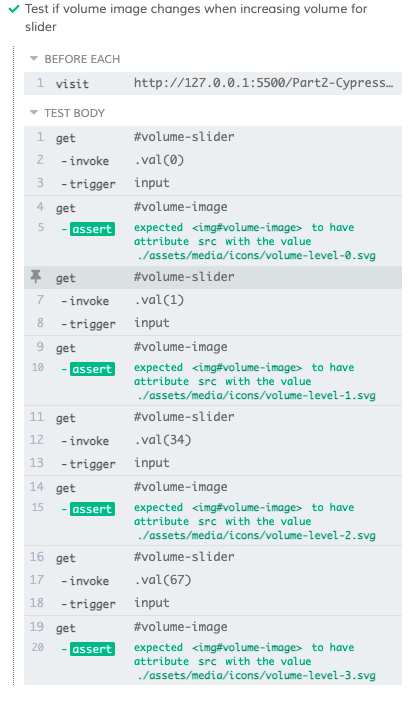 Test if volume image changes when increasing volume for
slider
BEFORE EACH
1 visit http://127.0.0.1:5500/Part2-Cypress…
TEST BODY
1 get #volume-slider
2 -invoke .val(0)
3 -trigger input
4 get #volume-image
5 -assert expected <img#volume-image> to have
attribute src with the value
./assets/media/icons/volume-level-0.svg
get #volume-slider
7 -invoke .val(1)
8 -trigger input
9 get #volume-image
10 -assert expected <img#volume-image> to have
attribute src with the value
./assets/media/icons/volume-level-1.svg
11 get #volume-slider
12 -invoke .val(34)
13 -trigger input
14 get #volume-image
15 -assert expected <img#volume-image> to have
attribute src with the value
./assets/media/icons/volume-level-2.svg
16 get #volume-slider
17 -invoke .val(67)
18 -trigger input
19 get #volume-image
20 -assert expected <img#volume-image> to have
attribute src with the value
./assets/media/icons/volume-level-3.svg